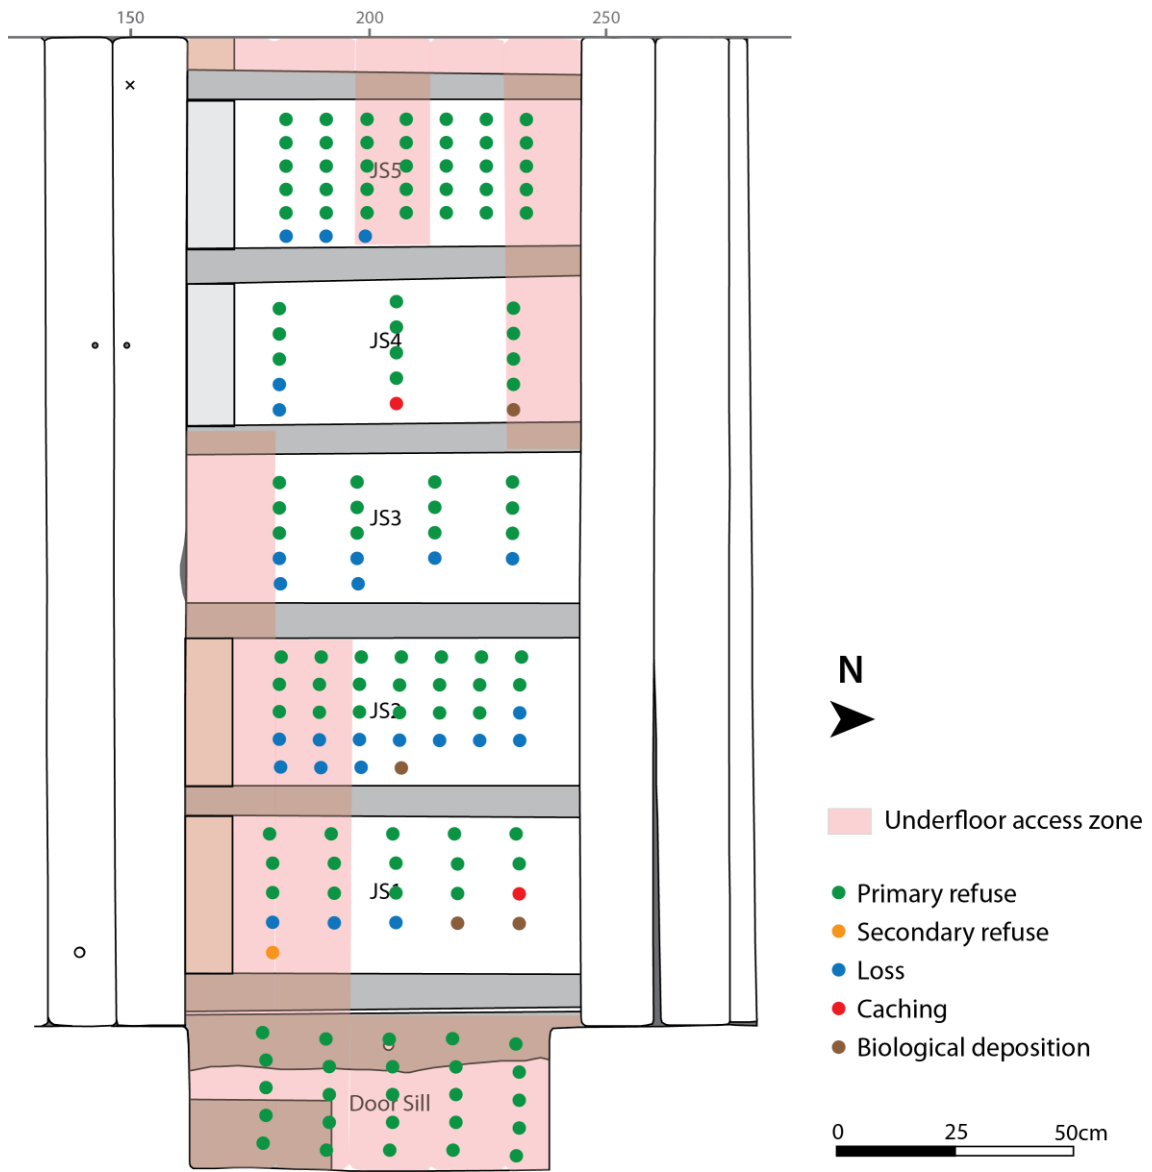 150 200 250
JS5
JS4
JS3
JS2
JS1
Door Sill
N
Underfloor access zone
Primary refuse
Secondary refuse
Loss
Caching
Biological deposition
0 25 50cm